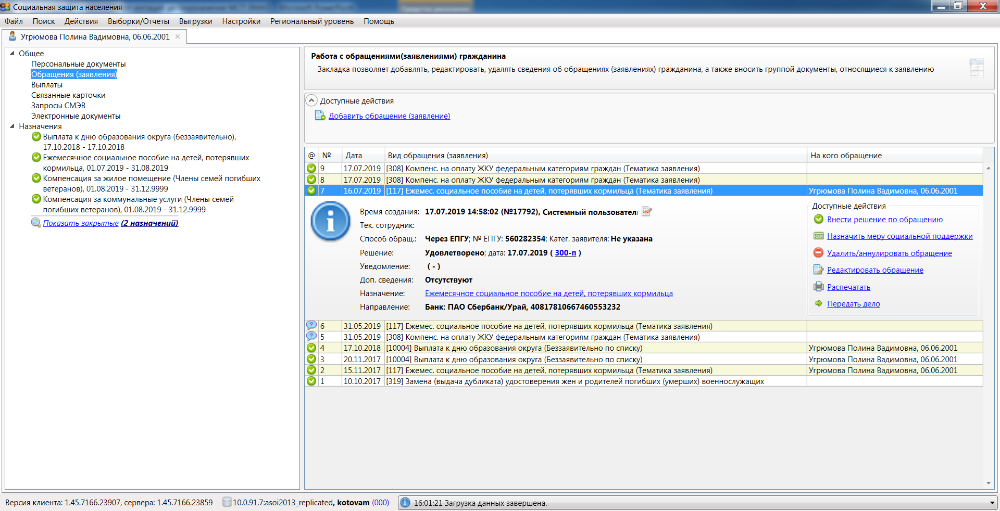 Социальная защита населения
Файл Поиск Действия Выборки/Отчеты Выгрузки Настройки Региональный уровень Помощь
Угрюмова Полина Вадимовна, 06.06.2001
Общее
Персональные документы
Обращения (заявления)
Выплаты
Связанные карточки
Запросы СМЭВ
Электронные документы
Назначения
Выплата к дню образования округа (беззаявительно),
17.10.2018 - 17.10.2018
Ежемесячное социальное пособие на детей, потерявших
кормильца, 01.07.2019 - 31.08.2019
Компенсация за жилое помещение (Члены семей погибших
ветеранов), 01.08.2019 - 31.12.9999
Компенсация за коммунальные услуги (Члены семей
погибших ветеранов), 01.08.2019 - 31.12.9999
Показать закрытые (2 назначений)
Работа с обращениями(заявлениями) гражданина
Закладка позволяет добавлять, редактировать, удалять сведения об обращениях (заявлениях) гражданина, а также вносить группой документы, относящиеся к заявлению
Доступные действия
Добавить обращение (заявление)
@ № Дата Вид обращения (заявления) На кого обращение
9 17.07.2019 [308] Компенс. на оплату ЖКУ федеральным категориям граждан (Тематика заявления)
8 17.07.2019 [308] Компенс. на оплату ЖКУ федеральным категориям граждан (Тематика заявления)
7 16.07.2019 [117] Ежемес. социальное пособие на детей, потерявших кормильца (Тематика заявления) Угрюмова Полина Вадимовна, 06.06.2001
Время создания: 17.07.2019 14:58:02 (№17792), Системный пользовател
Тек. сотрудник:
Способ обращ.: Через ЕПГУ; № ЕПГУ: 560282354; Катег. заявителя: Не указана
Решение: Удовлетворено; дата: 17.07.2019 ( 300-п )
Уведомление: ( - )
Доп. сведения: Отсутствуют
Назначение: Ежемесячное социальное пособие на детей, потерявших кормильца
Направление: Банк: ПАО Сбербанк/Урай, 40817810667460553232
Доступные действия
Внести решение по обращению
Назначить меру социальной поддержки
Удалить/аннулировать обращение
Редактировать обращение
Распечатать
Передать дело
6 31.05.2019 [117] Ежемес. социальное пособие на детей, потерявших кормильца (Тематика заявления)
5 31.05.2019 [308] Компенс. на оплату ЖКУ федеральным категориям граждан (Тематика заявления)
4 17.10.2018 [10004] Выплата к дню образования округа (Беззаявительно по списку) Угрюмова Полина Вадимовна, 06.06.2001
3 20.11.2017 [10004] Выплата к дню образования округа (Беззаявительно по списку) Угрюмова Полина Вадимовна, 06.06.2001
2 15.11.2017 [117] Ежемес. социальное пособие на детей, потерявших кормильца (Тематика заявления) Угрюмова Полина Вадимовна, 06.06.2001
1 10.10.2017 [319] Замена (выдача дубликата) удостоверения жен и родителей погибших (умерших) военнослужащих
Версия клиента: 1.45.7166.23907, сервера: 1.45.7166.23859 10.0.91.7:asoi2013_replicated, kotovam (000) 16:01:21 Загрузка данных завершена.